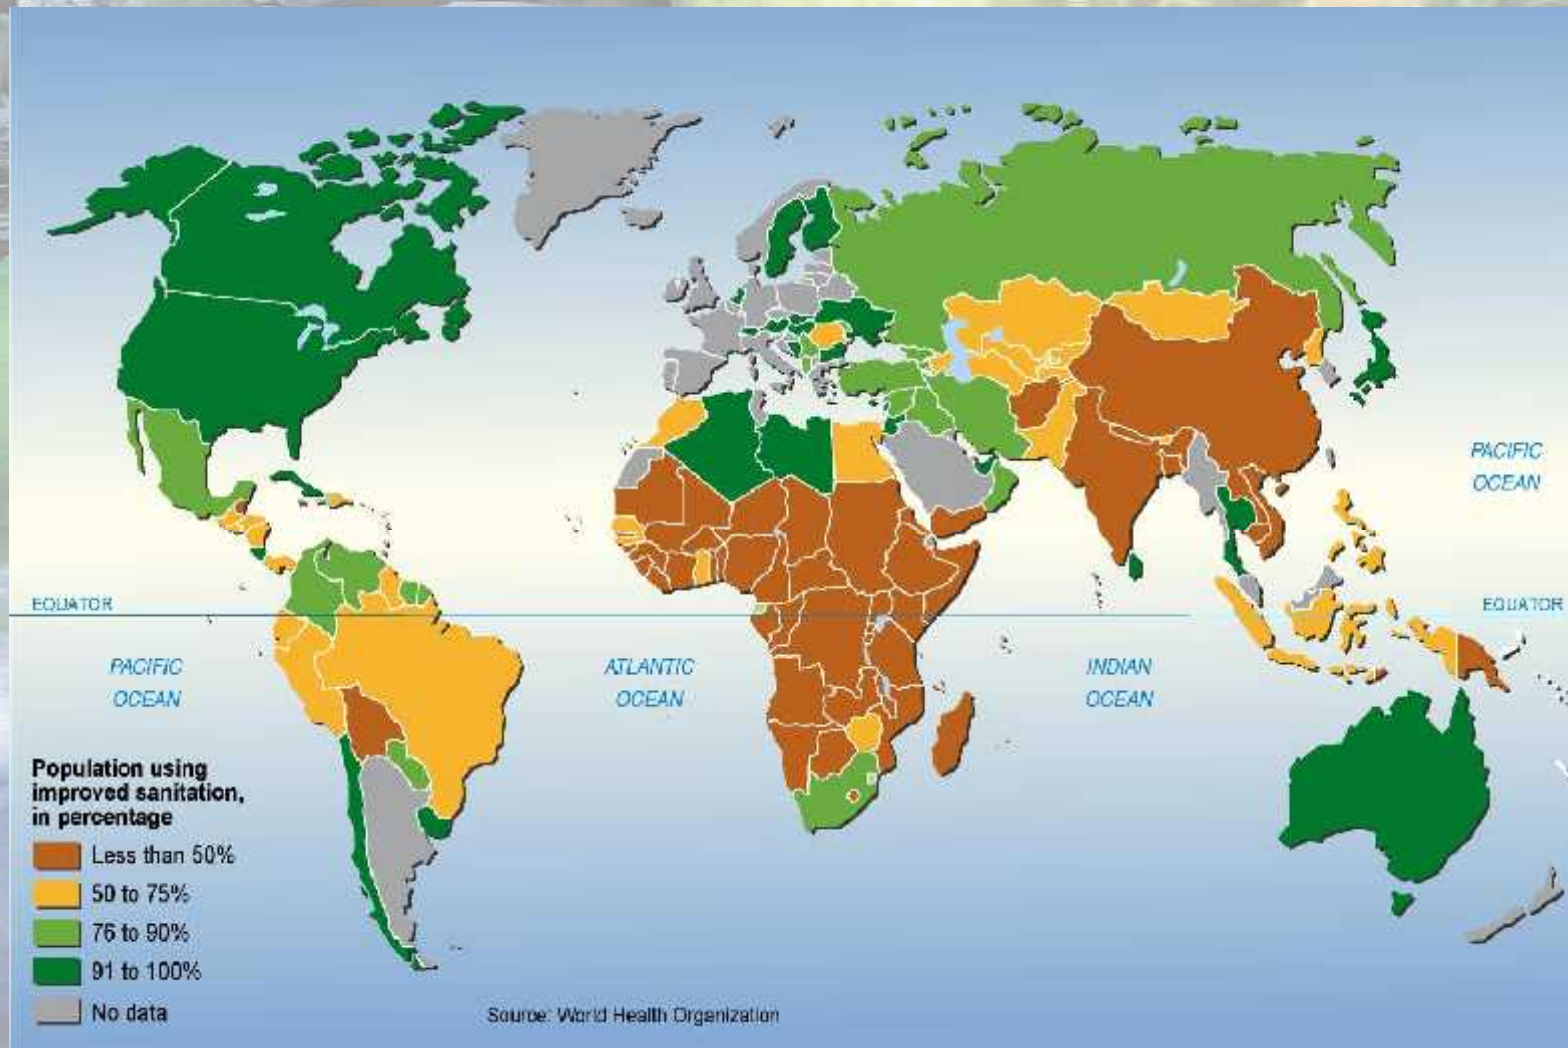 PACIFIC
OCEAN
EQUATOR
EQUATOR
PACIFIC
OCEAN
ATLANTIC
OCEAN
INDIAN
OCEAN
Population using
improved sanitation,
in percentage
Less than 50%
50 to 75%
76 to 90%
91 to 100%
No data
Source: World Health Organization